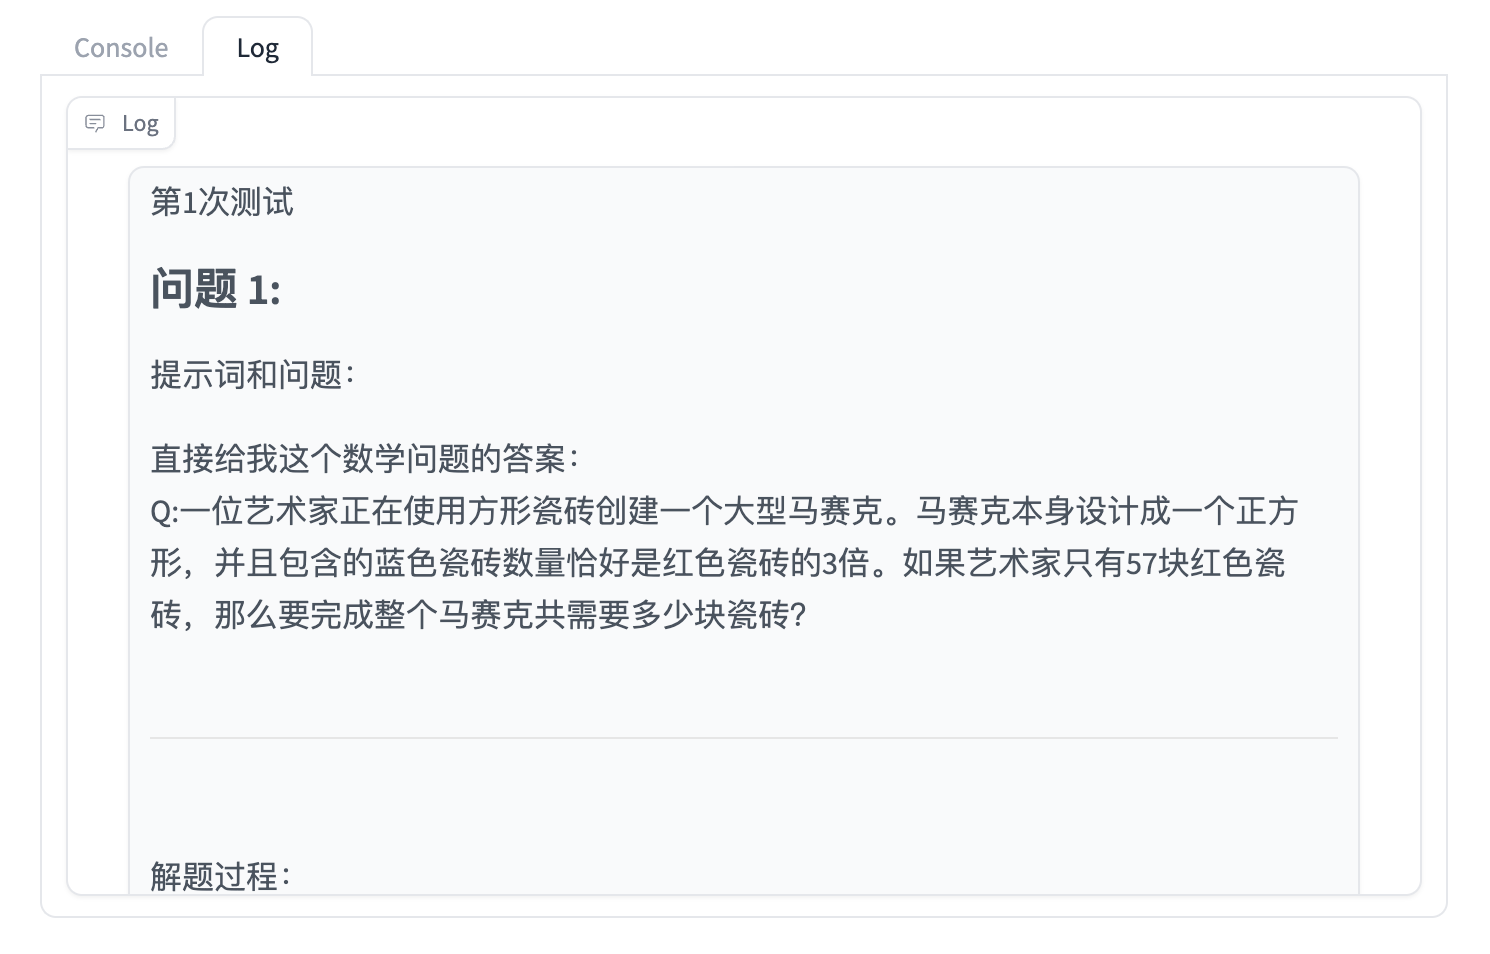 Console
Log
Log
第1次测试
问题 1:
提示词和问题：
直接给我这个数学问题的答案：
Q:一位艺术家正在使用方形瓷砖创建一个大型马赛克。马赛克本身设计成一个正方
形，并且包含的蓝色瓷砖数量恰好是红色瓷砖的3倍。如果艺术家只有57块红色瓷
砖，那么要完成整个马赛克共需要多少块瓷砖？
解题过程：